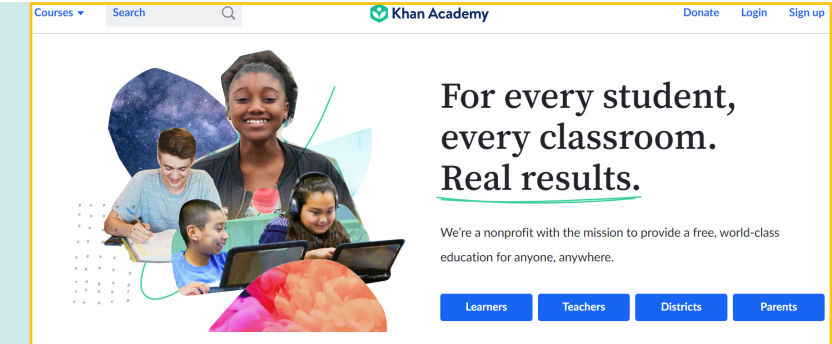 Courses
Search
Khan Academy
Donate
Login
Sign up
For every student,
every classroom.
Real results.
We're a nonprofit with the mission to provide a free, world-class
education for anyone, anywhere.
Learners
Teachers
Districts
Parents